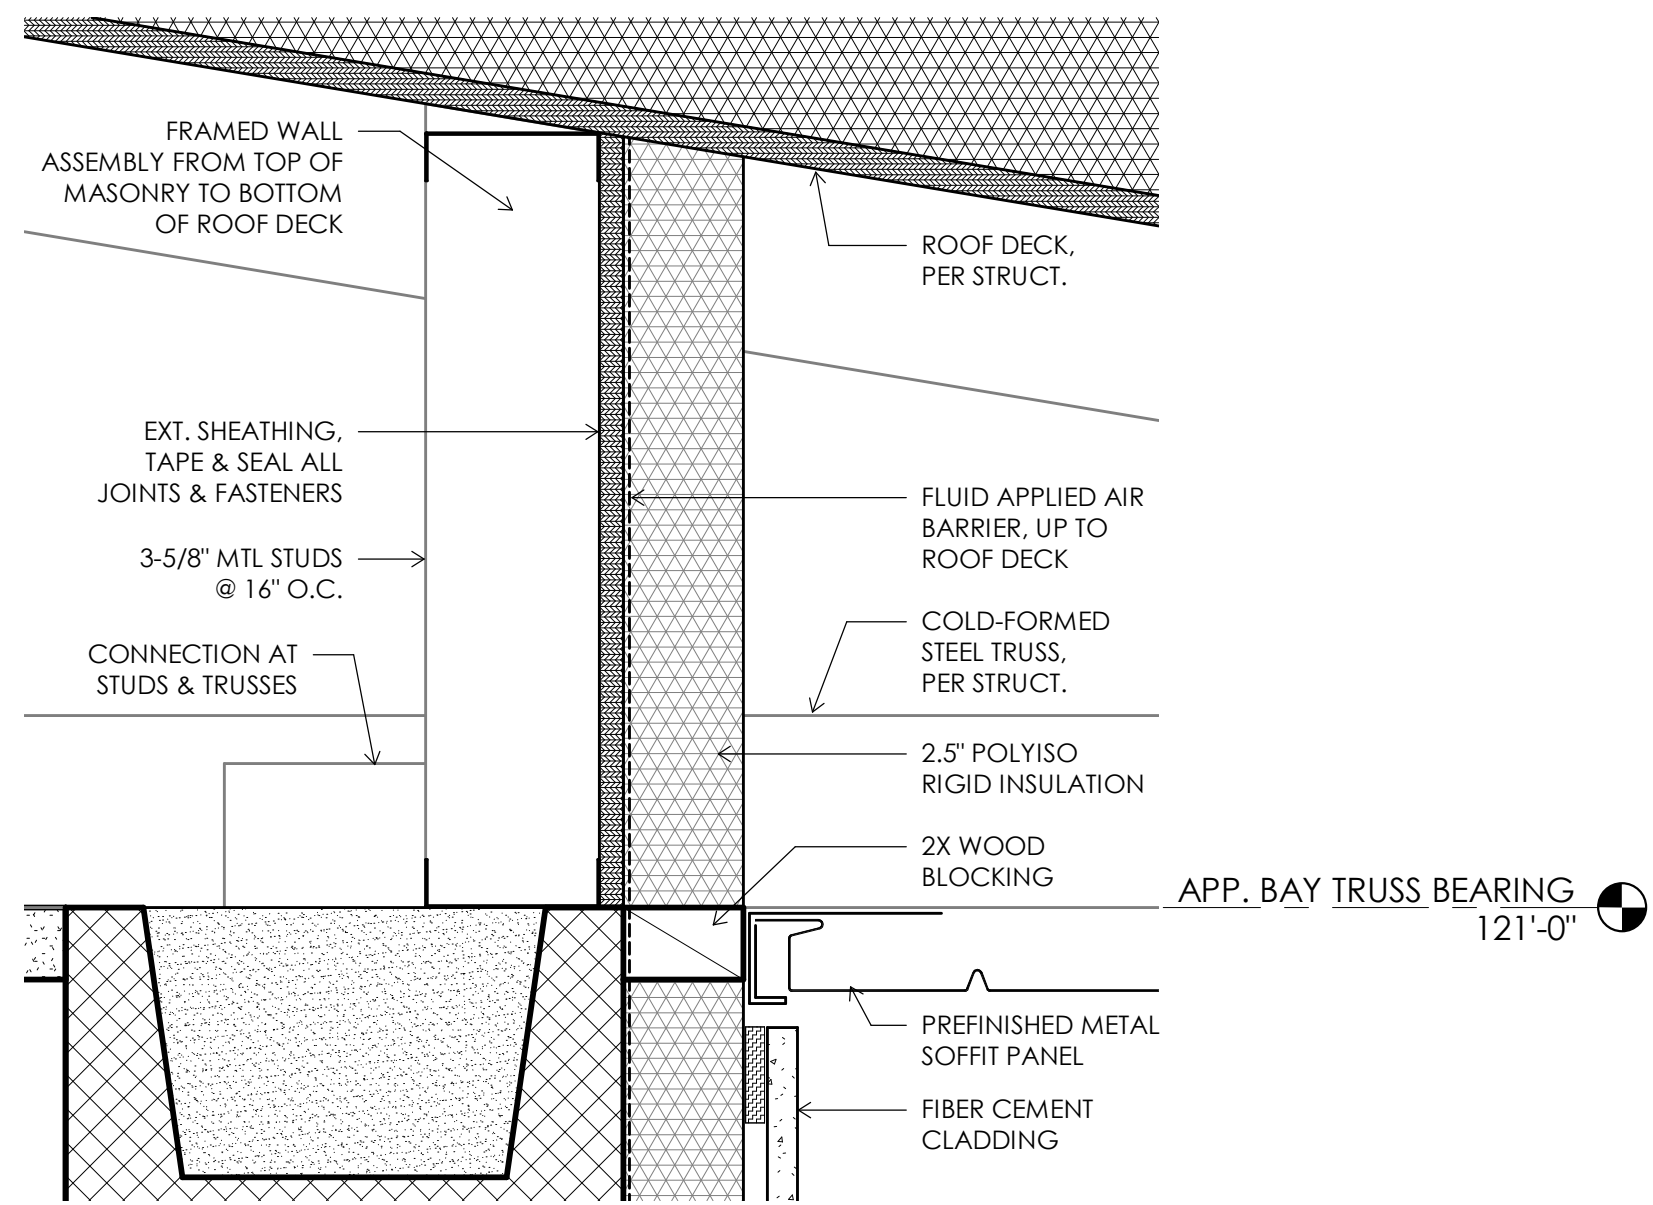 FRAMED WALL
ASSEMBLY FROM TOP OF
MASONRY TO BOTTOM
OF ROOF DECK
EXT. SHEATHING,
TAPE & SEAL ALL
JOINTS & FASTENERS
3-5/8" MTL STUDS
@ 16" O.C.
CONNECTION AT
STUDS & TRUSSES
ROOF DECK,
PER STRUCT.
FLUID APPLIED AIR
BARRIER, UP TO
ROOF DECK
COLD-FORMED
STEEL TRUSS,
PER STRUCT.
2.5" POLYISO
RIGID INSULATION
2X WOOD
BLOCKING
APP. BAY TRUSS BEARING
121'-0"
PREFINISHED METAL
SOFFIT PANEL
FIBER CEMENT
CLADDING